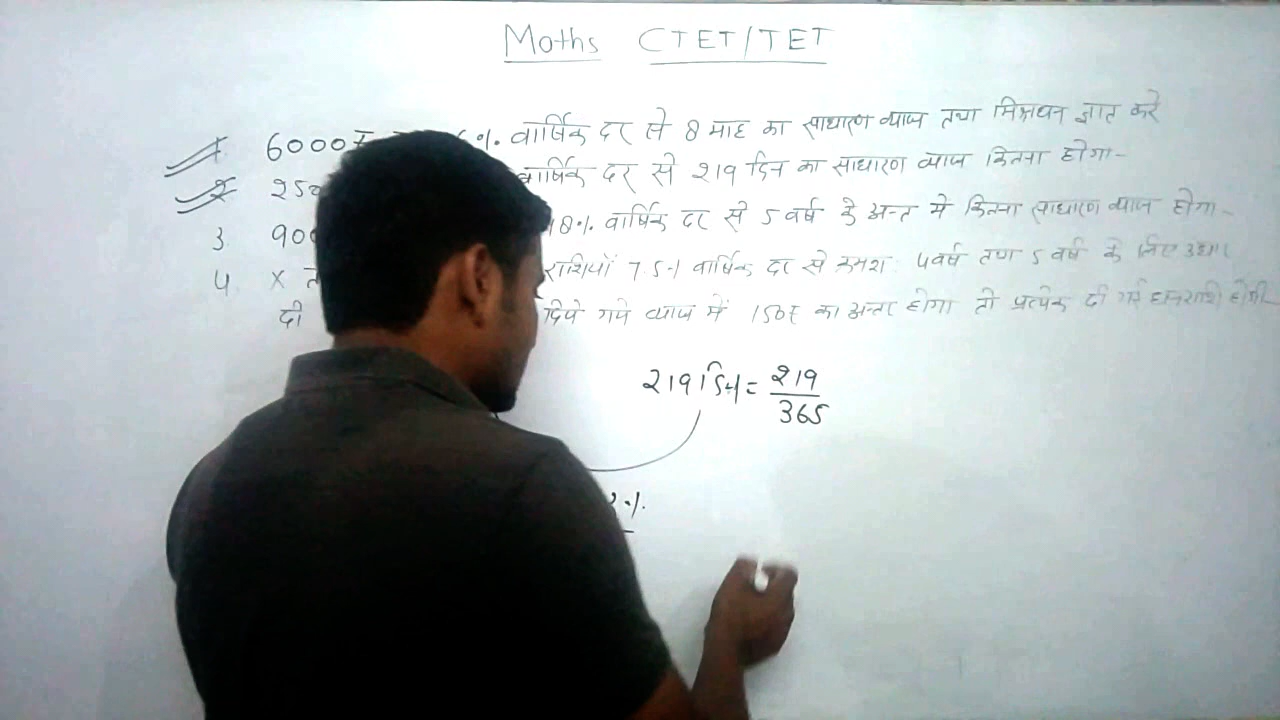 Maths CTET/TET
1. 6000₹ 6% वार्षिक दर से 8 माह का साधारण ब्याज तथा मिश्रधन ज्ञात करे
2 250 वार्षिक दर से 219 दिन का साधारण ब्याज कितना होगा-
3 900 18% वार्षिक दर से 5 वर्ष के अन्त मे कितना साधारण ब्याज होगा-
4. X राशियाँ 7.5% वार्षिक दर से क्रमश: 4 वर्ष तथा 5 वर्ष के लिए उधार
दी दिये गये ब्याज में 150₹ का अन्तर होगा तो प्रत्येक दी गई धनराशि होगी-
219 दिन = 219
365
%